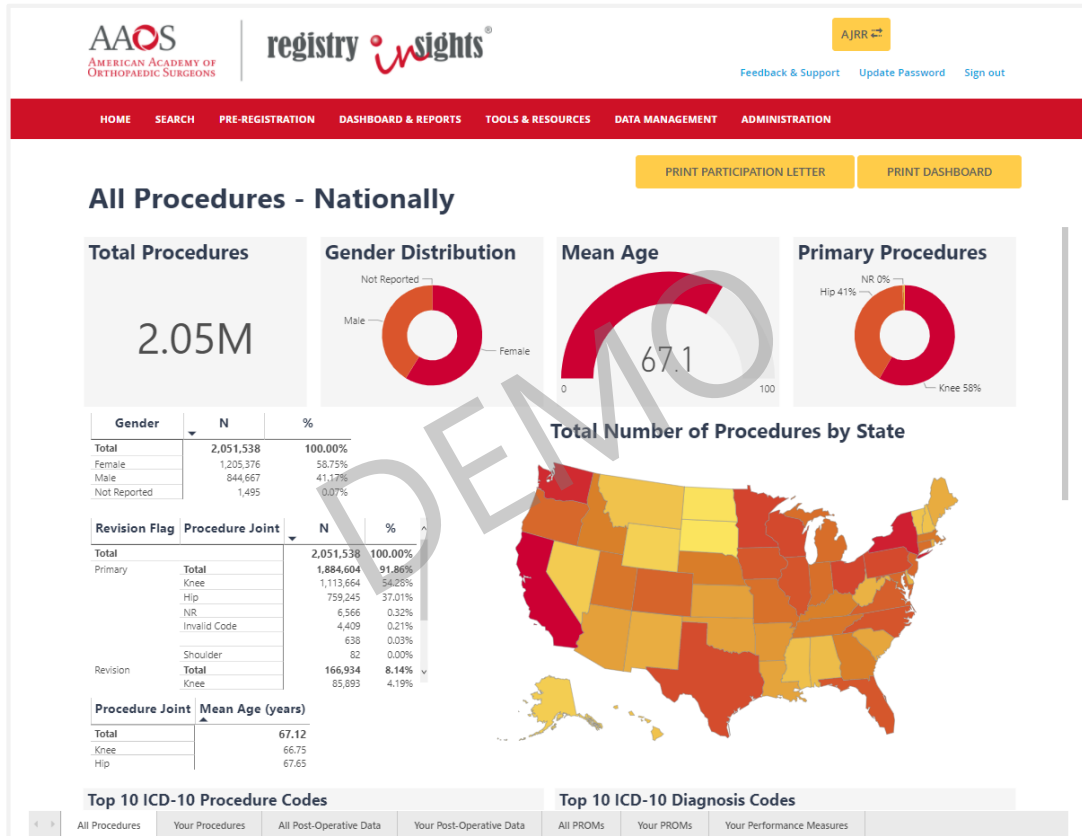 AAOS
AMERICAN ACADEMY OF
ORTHOPAEDIC SURGEONS
registry insights®
AJRR
Feedback & Support Update Password Sign out
HOME SEARCH PRE-REGISTRATION DASHBOARD & REPORTS TOOLS & RESOURCES DATA MANAGEMENT ADMINISTRATION
PRINT PARTICIPATION LETTER PRINT DASHBOARD
All Procedures - Nationally
Total Procedures
2.05M
Gender Distribution
Not Reported
Male
Female
Mean Age
67.1
0 100
Primary Procedures
NR 0%
Hip 41%
Knee 58%
DEMO
Gender N %
Total 2,051,538 100.00%
Female 1,205,376 58.75%
Male 844,667 41.17%
Not Reported 1,495 0.07%
Total Number of Procedures by State
Revision Flag Procedure Joint N %
Total 2,051,538 100.00%
Primary Total 1,884,604 91.86%
Knee 1,113,664 54.28%
Hip 759,245 37.01%
NR 6,566 0.32%
Invalid Code 4,409 0.21%
638 0.03%
Shoulder 82 0.00%
Revision Total 166,934 8.14%
Knee 85,893 4.19%
Procedure Joint Mean Age (years)
Total 67.12
Knee 66.75
Hip 67.65
Top 10 ICD-10 Procedure Codes
Top 10 ICD-10 Diagnosis Codes
All Procedures Your Procedures All Post-Operative Data Your Post-Operative Data All PROMs Your PROMs Your Performance Measures